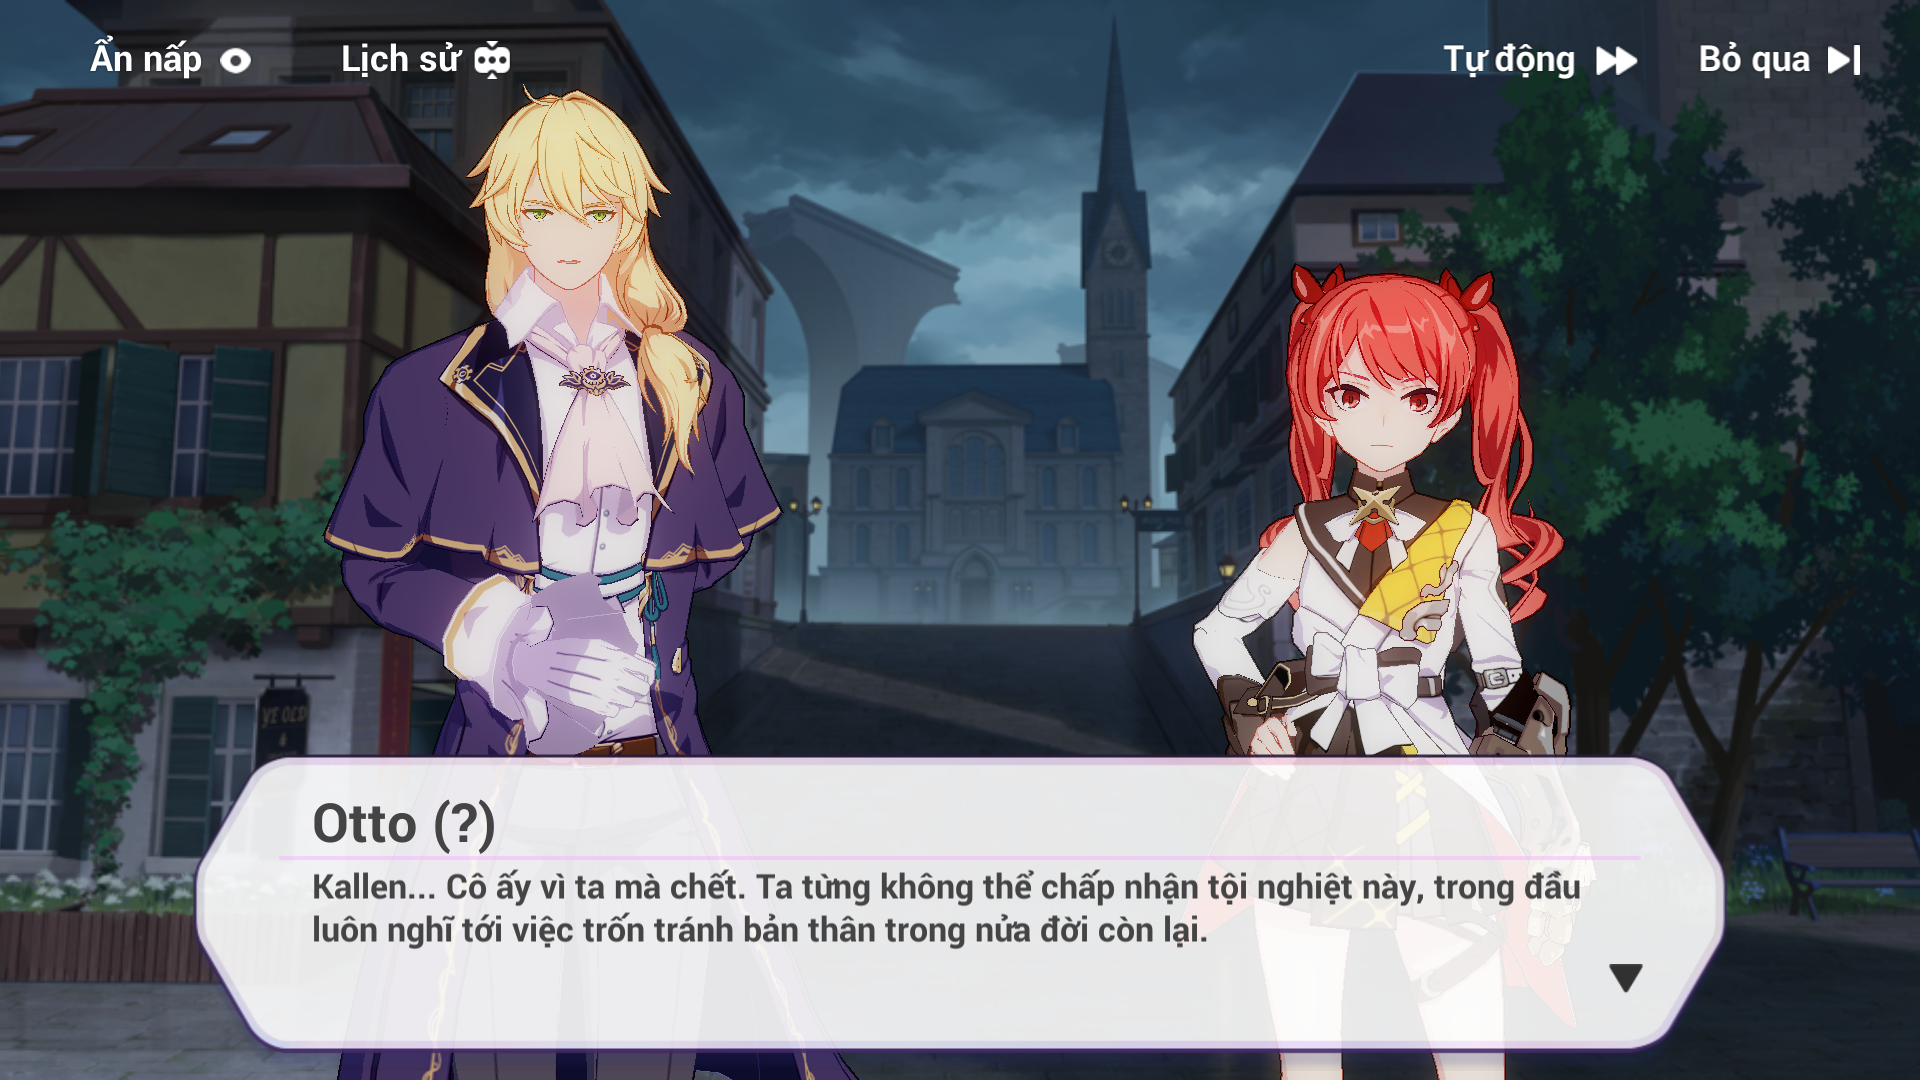 Ẩn nấp
Lịch sử
Tự động
Bỏ qua
YE OLD
Otto (?)
Kallen... Cô ấy vì ta mà chết. Ta từng không thể chấp nhận tội nghiệt này, trong đầu
luôn nghĩ tới việc trốn tránh bản thân trong nửa đời còn lại.